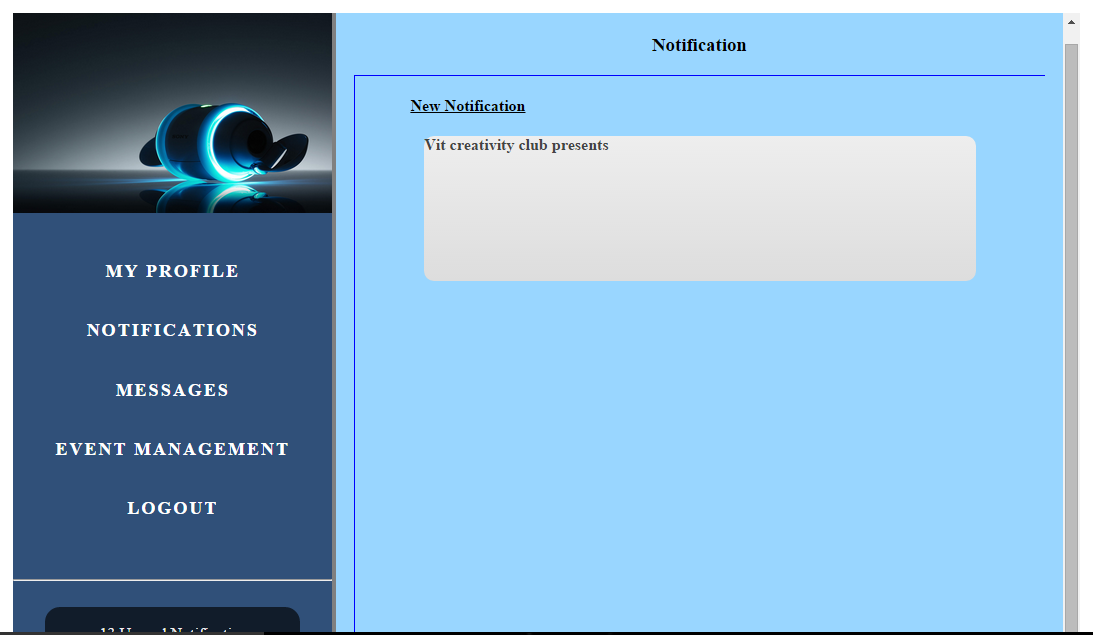 MY PROFILE
NOTIFICATIONS
MESSAGES
EVENT MANAGEMENT
LOGOUT
Notification
New Notification
Vit creativity club presents